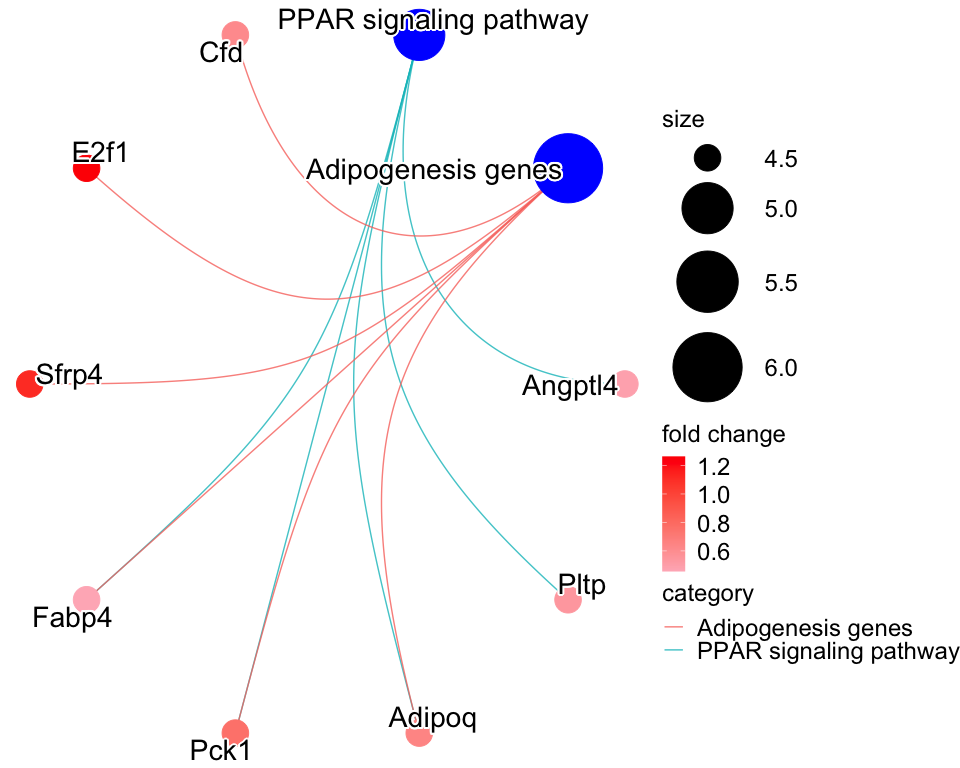 PPAR signaling pathway
Cfd
E2f1
Adipogenesis genes
Sfrp4
Angptl4
Fabp4
Pltp
Pck1
Adipoq
size
4.5
5.0
5.5
6.0
fold change
1.2
1.0
0.8
0.6
category
Adipogenesis genes
PPAR signaling pathway